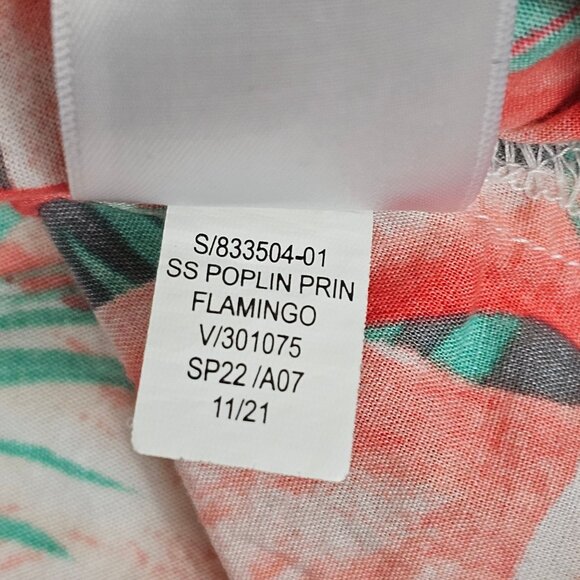 S/833504-01
SS POPLIN PRIN
FLAMINGO
V/301075
SP22 /A07
11/21